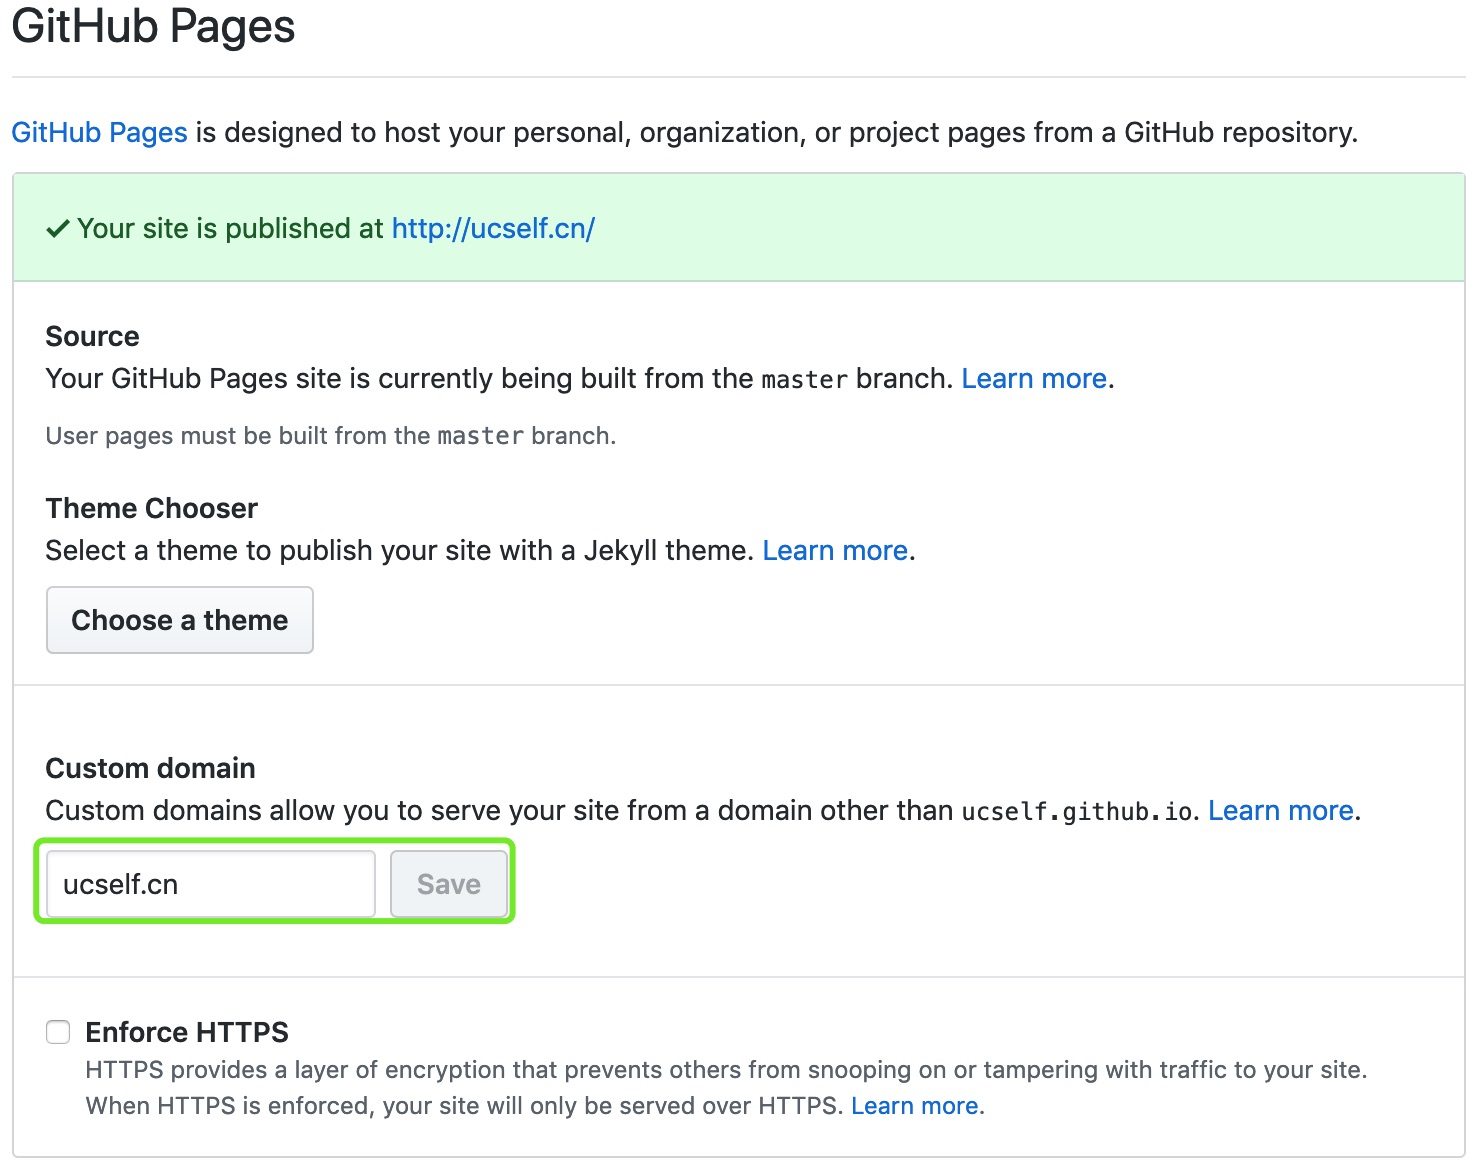 GitHub Pages
GitHub Pages is designed to host your personal, organization, or project pages from a GitHub repository.
Your site is published at http://ucself.cn/
Source
Your GitHub Pages site is currently being built from the master branch. Learn more.
User pages must be built from the master branch.
Theme Chooser
Select a theme to publish your site with a Jekyll theme. Learn more.
Choose a theme
Custom domain
Custom domains allow you to serve your site from a domain other than ucself.github.io. Learn more.
ucself.cn Save
Enforce HTTPS
HTTPS provides a layer of encryption that prevents others from snooping on or tampering with traffic to your site.
When HTTPS is enforced, your site will only be served over HTTPS. Learn more.